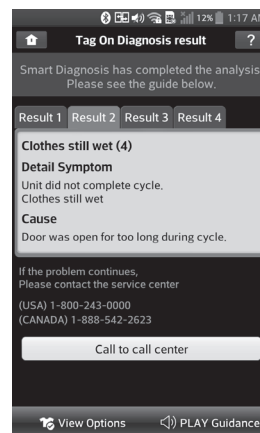 12% 1:17 AM
Tag On Diagnosis result ?
Smart Diagnosis has completed the analysis
Please see the guide below.
Result 1 Result 2 Result 3 Result 4
Clothes still wet (4)
Detail Symptom
Unit did not complete cycle.
Clothes still wet
Cause
Door was open for too long during cycle.
If the problem continues,
Please contact the service center
(USA) 1-800-243-0000
(CANADA) 1-888-542-2623
Call to call center
View Options PLAY Guidance